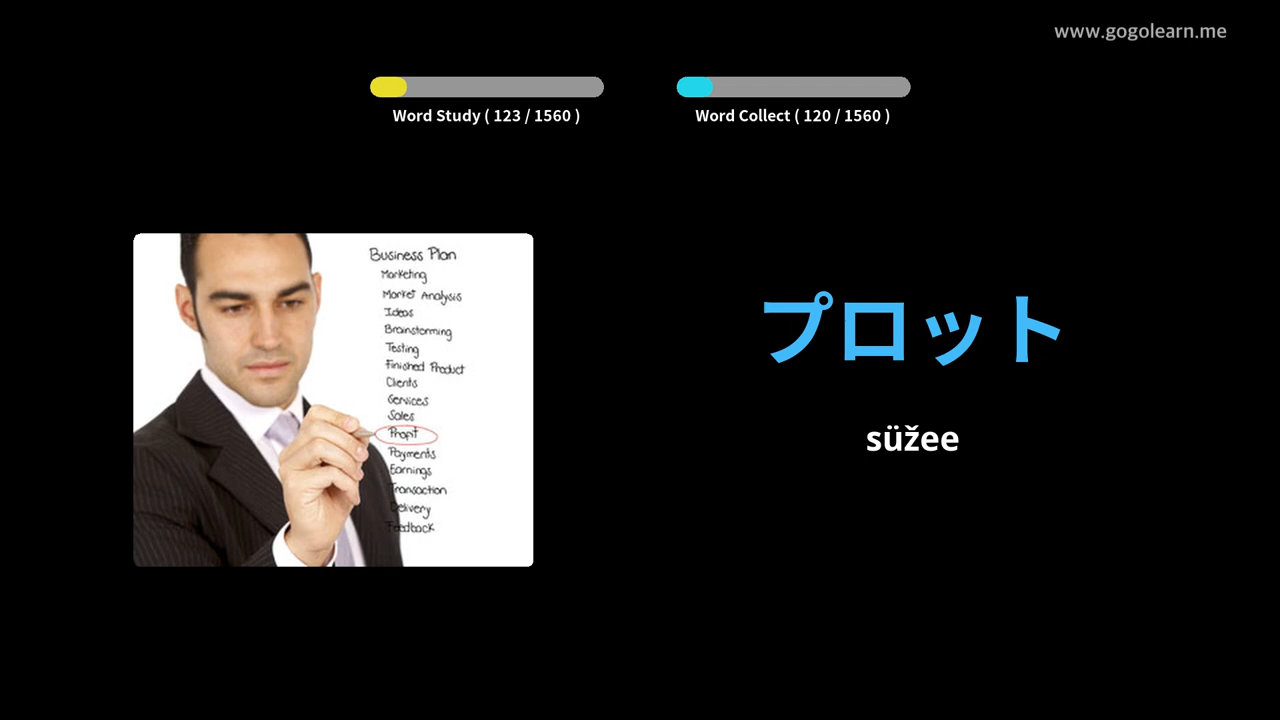 www.gogolearn.me
Word Study ( 123 / 1560 )
Word Collect ( 120 / 1560 )
Business Plan
Marketing
Market Analysis
Ideas
Brainstorming
Testing
Finished Product
Clients
Services
Sales
Profit
Payments
Earnings
Transaction
Delivery
Feedback
プロット
süžee